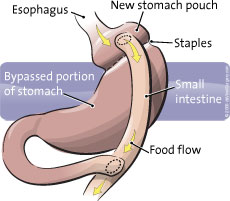 New stomach pouch
Esophagus
Staples
Bypassed portion
of stomach
Small
intestine
Food flow